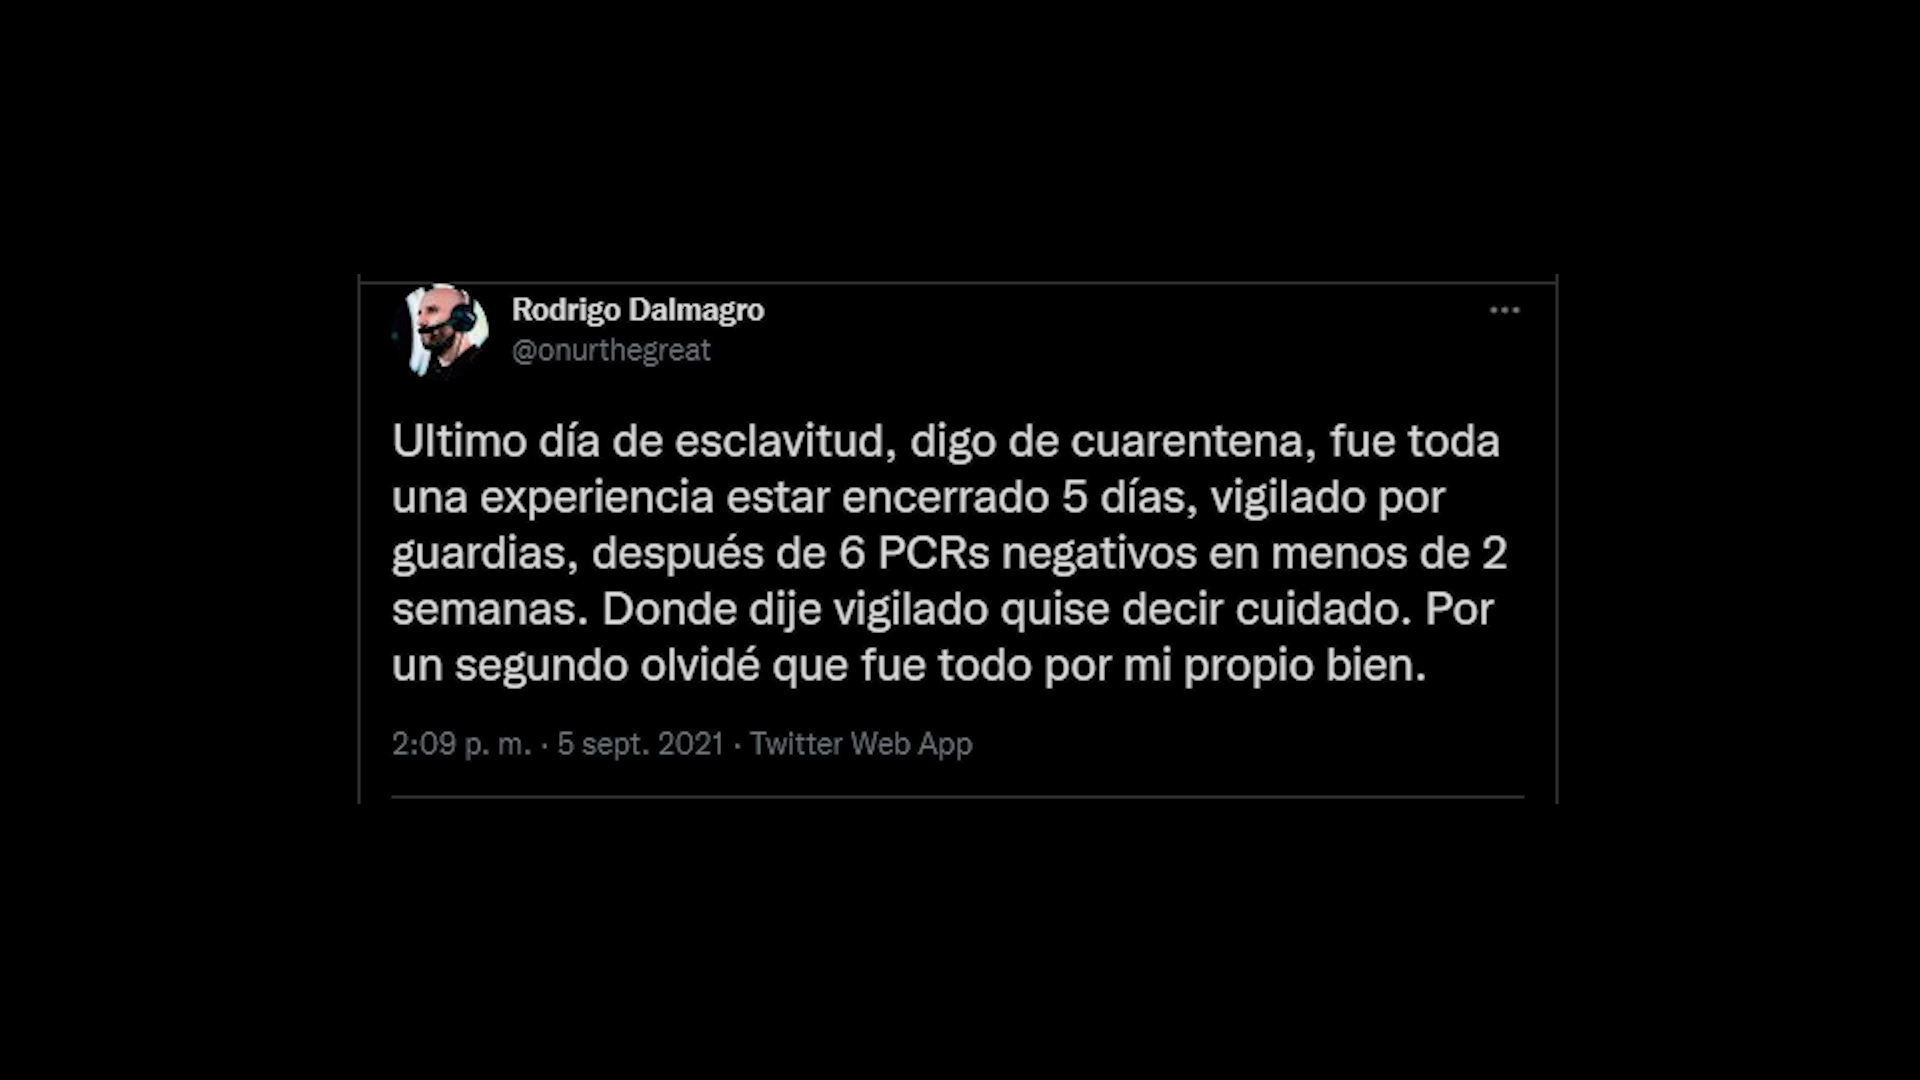 Rodrigo Dalmagro
@onurthegreat
Ultimo día de esclavitud, digo de cuarentena, fue toda
una experiencia estar encerrado 5 días, vigilado por
guardias, después de 6 PCRs negativos en menos de 2
semanas. Donde dije vigilado quise decir cuidado. Por
un segundo olvidé que fue todo por mi propio bien.
2:09 p. m. · 5 sept. 2021 · Twitter Web App